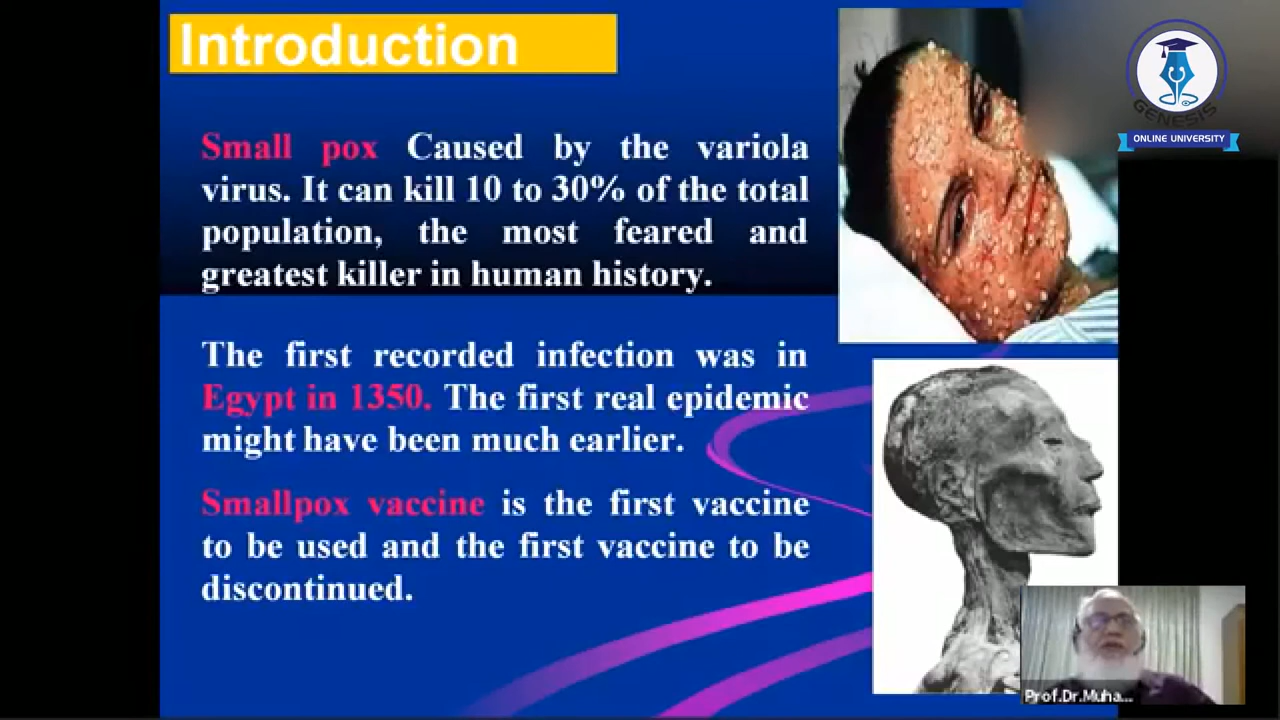 Introduction
Small pox Caused by the variola
virus. It can kill 10 to 30% of the total
population, the most feared and
greatest killer in human history.
The first recorded infection was in
Egypt in 1350. The first real epidemic
might have been much earlier.
Smallpox vaccine is the first vaccine
to be used and the first vaccine to be
discontinued.
GENESIS
ONLINE UNIVERSITY
Prof.Dr.Muha...